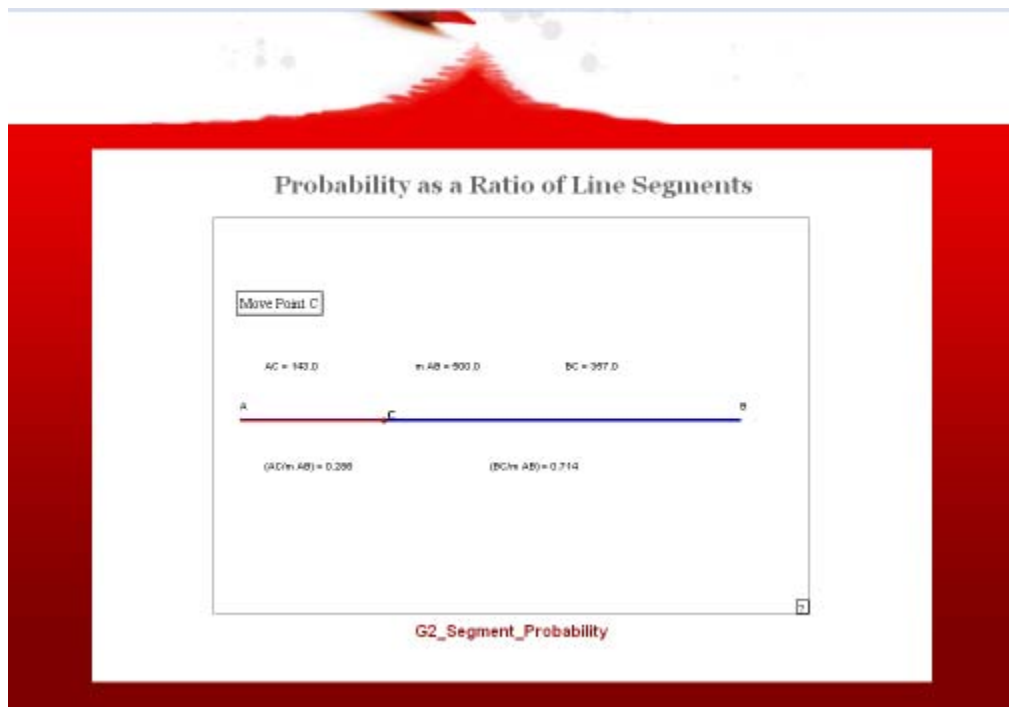 Probability as a Ratio of Line Segments
Move Point C
AC = 143.0 m AB = 500.0 BC = 357.0
A C B
(AC/m AB) = 0.286 (BC/m AB) = 0.714
?
G2_Segment_Probability